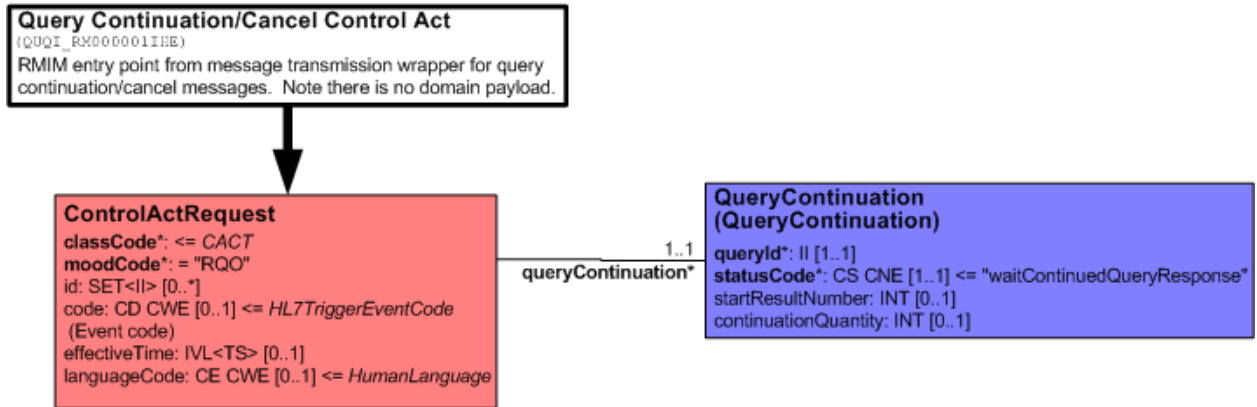 Query Continuation/Cancel Control Act
(QUQI_RM000001IHE)
RMIM entry point from message transmission wrapper for query
continuation/cancel messages.  Note there is no domain payload.
ControlActRequest
classCode*: <= CACT
moodCode*: = "RQO"
id: SET<II> [0..*]
code: CD CWE [0..1] <= HL7TriggerEventCode
(Event code)
effectiveTime: IVL<TS> [0..1]
languageCode: CE CWE [0..1] <= HumanLanguage
1..1
queryContinuation*
QueryContinuation
(QueryContinuation)
queryId*: II [1..1]
statusCode*: CS CNE [1..1] <= "waitContinuedQueryResponse"
startResultNumber: INT [0..1]
continuationQuantity: INT [0..1]